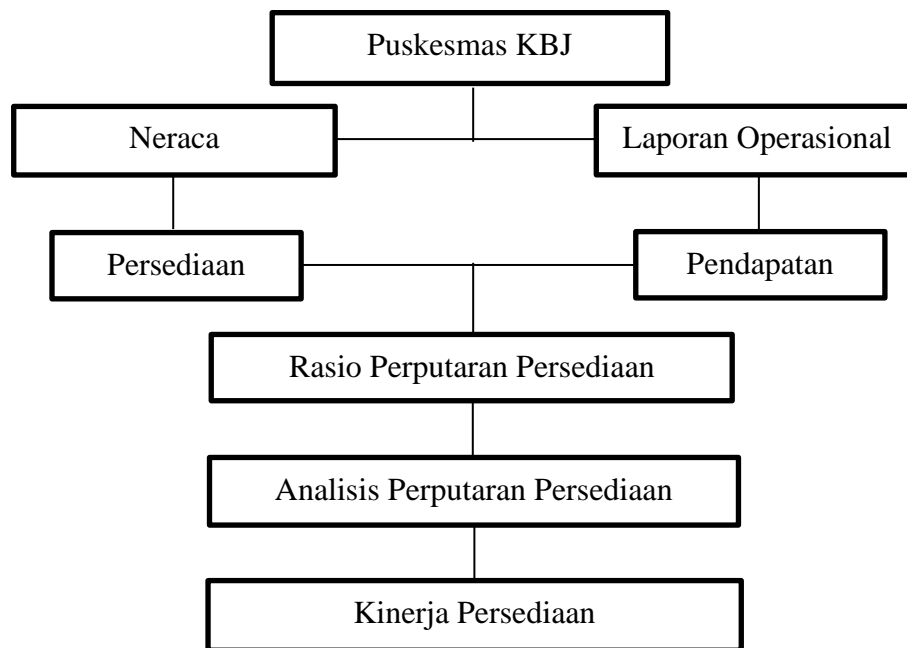 Puskesmas KBJ
Neraca
Laporan Operasional
Persediaan
Pendapatan
Rasio Perputaran Persediaan
Analisis Perputaran Persediaan
Kinerja Persediaan